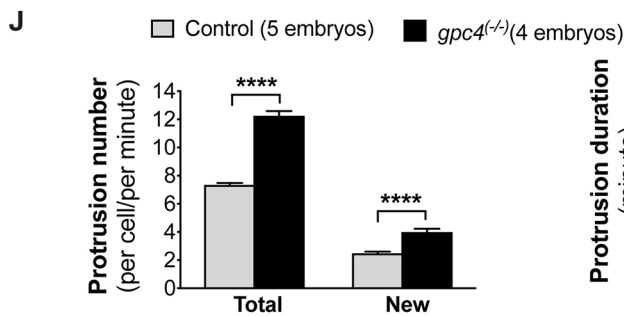 J
Control (5 embryos)
gpc4(-/-)(4 embryos)
Protrusion number
(per cell/per minute)
14
12
10
8
6
4
2
0
****
****
Total
New
Protrusion duration